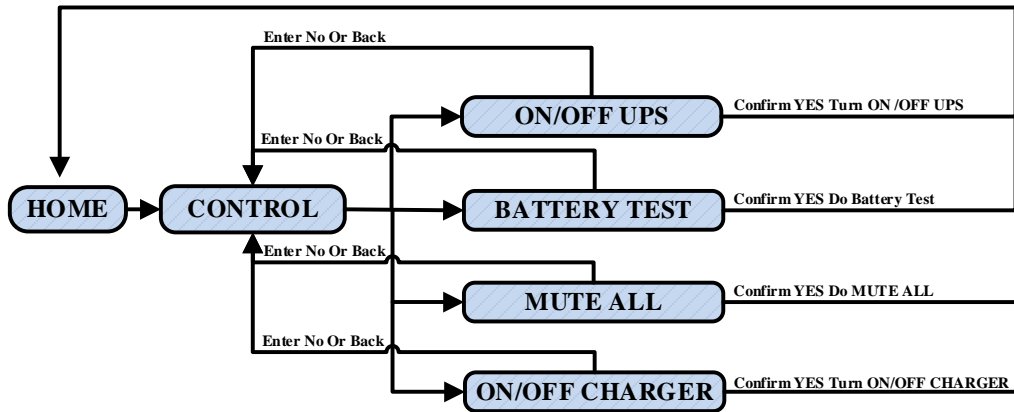 Enter No Or Back
ON/OFF UPS
Confirm YES Turn ON /OFF UPS
Enter No Or Back
HOME
CONTROL
BATTERY TEST
Confirm YES Do Battery Test
Enter No Or Back
MUTE ALL
Confirm YES Do MUTE ALL
Enter No Or Back
ON/OFF CHARGER
Confirm YES Turn ON/OFF CHARGER